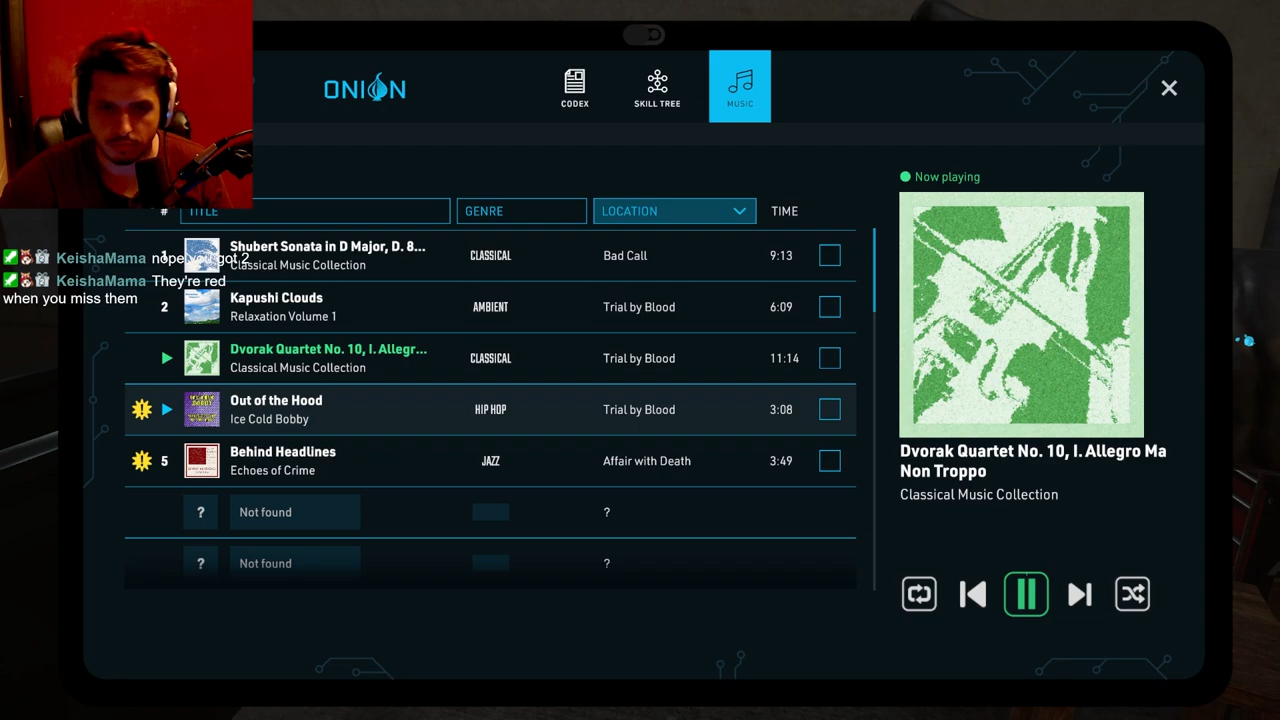 ONION
CODEX
SKILL TREE
MUSIC
Now playing
# TITLE GENRE LOCATION TIME
1 Shubert Sonata in D Major, D. 8... CLASSICAL Bad Call 9:13
Classical Music Collection
KeishaMama nope you got 2
KeishaMama They're red
when you miss them
2 Kapushi Clouds AMBIENT Trial by Blood 6:09
Relaxation Volume 1
Dvorak Quartet No. 10, I. Allegr... CLASSICAL Trial by Blood 11:14
Classical Music Collection
Out of the Hood HIP HOP Trial by Blood 3:08
Ice Cold Bobby
5 Behind Headlines JAZZ Affair with Death 3:49
Echoes of Crime
? Not found ?
? Not found ?
Dvorak Quartet No. 10, I. Allegro Ma
Non Troppo
Classical Music Collection